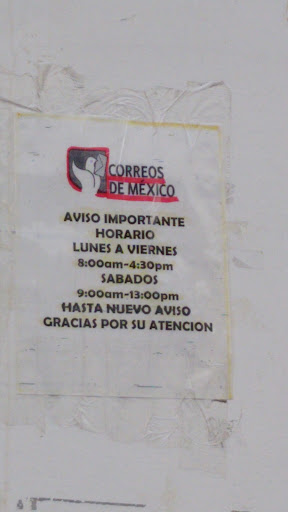 CORREOS
DE MÉXICO
AVISO IMPORTANTE
HORARIO
LUNES A VIERNES
8:00am-4:30pm
SABADOS
9:00am-13:00pm
HASTA NUEVO AVISO
GRACIAS POR SU ATENCION